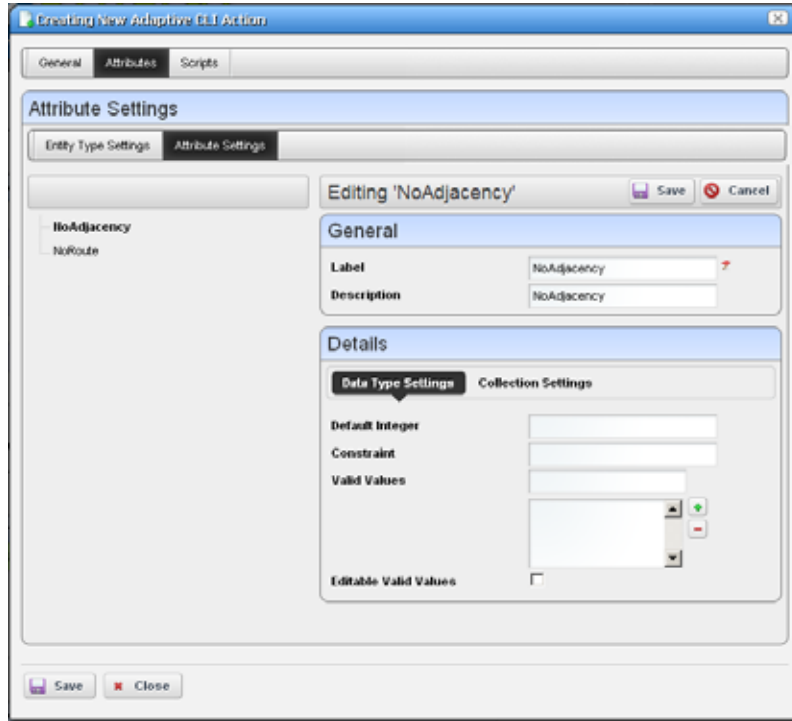 Creating New Adaptive CLI Action
General Attributes Scripts
Attribute Settings
Entity Type Settings Attribute Settings
Editing 'NoAdjacency' Save Cancel
NoAdjacency
NoRoute
General
Label NoAdjacency
Description NoAdjacency
Details
Data Type Settings Collection Settings
Default Integer
Constraint
Valid Values
Editable Valid Values
Save Close